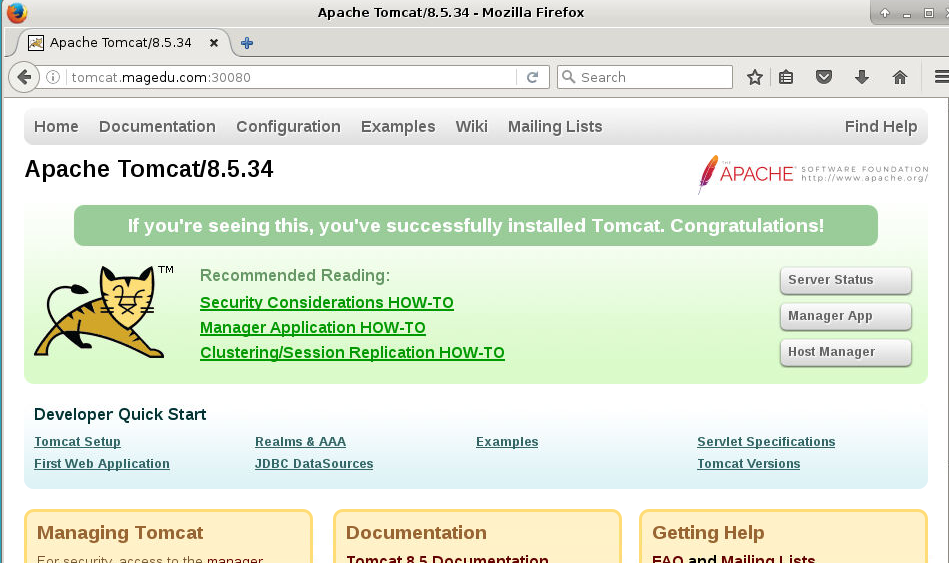 Apache Tomcat/8.5.34 - Mozilla Firefox
Apache Tomcat/8.5.34
tomcat.magedu.com:30080
Search
Home Documentation Configuration Examples Wiki Mailing Lists Find Help
Apache Tomcat/8.5.34
THE APACHE SOFTWARE FOUNDATION
http://www.apache.org/
If you're seeing this, you've successfully installed Tomcat. Congratulations!
TM
Recommended Reading:
Security Considerations HOW-TO
Manager Application HOW-TO
Clustering/Session Replication HOW-TO
Server Status
Manager App
Host Manager
Developer Quick Start
Tomcat Setup Realms & AAA Examples Servlet Specifications
First Web Application JDBC DataSources Tomcat Versions
Managing Tomcat
For security, access to the manager
Documentation
Tomcat 8.5 Documentation
Getting Help
FAQ and Mailing Lists